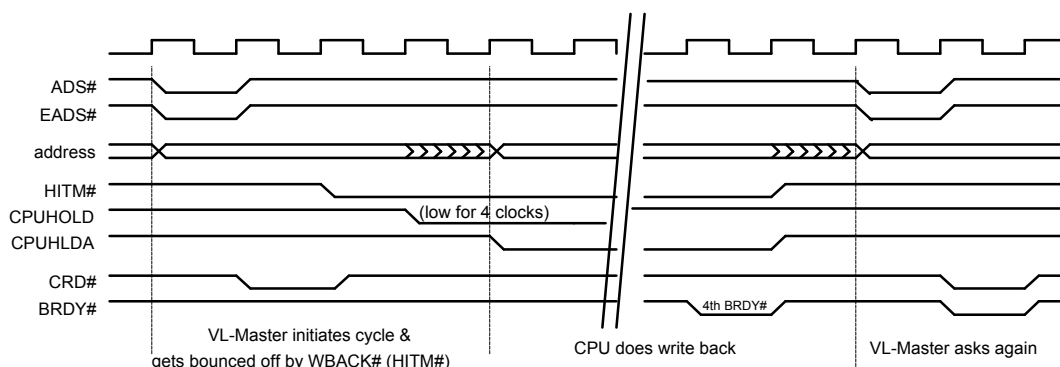 ADS#
EADS#
address
HITM#
CPUHOLD (low for 4 clocks)
CPUHLDA
CRD#
BRDY# 4th BRDY#
VL-Master initiates cycle &
gets bounced off by WBACK# (HITM#)
CPU does write back
VL-Master asks again